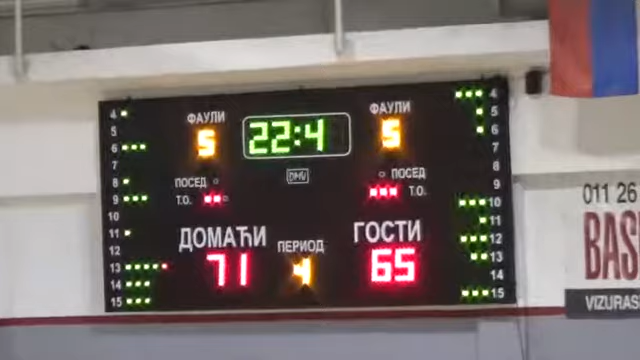 4 ФАУЛИ 22:4 ФАУЛИ 4
5 5 5 5
6 6
7 DMV 7
8 ПОСЕД ПОСЕД 8
9 Т.О. Т.О. 9
10 10
11 ДОМАЋИ ГОСТИ 11
12 ПЕРИОД 12
13 71 4 65 13
14 14
15 15
011 26
BAS
VIZURAS